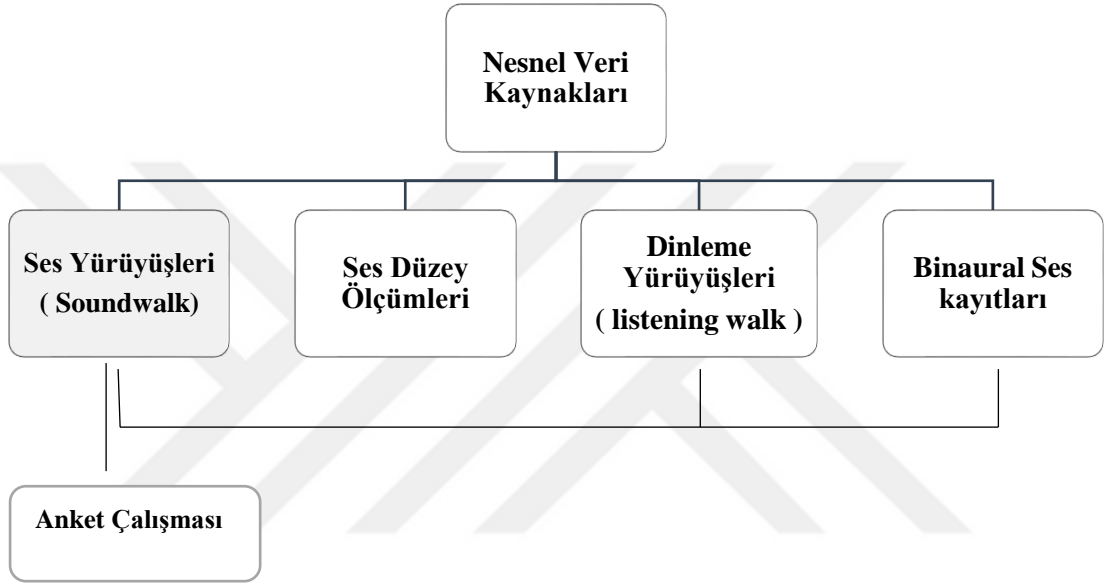 Nesnel Veri
Kaynakları
Ses Yürüyüşleri
( Soundwalk)
Ses Düzey
Ölçümleri
Dinleme
Yürüyüşleri
( listening walk )
Binaural Ses
kayıtları
Anket Çalışması